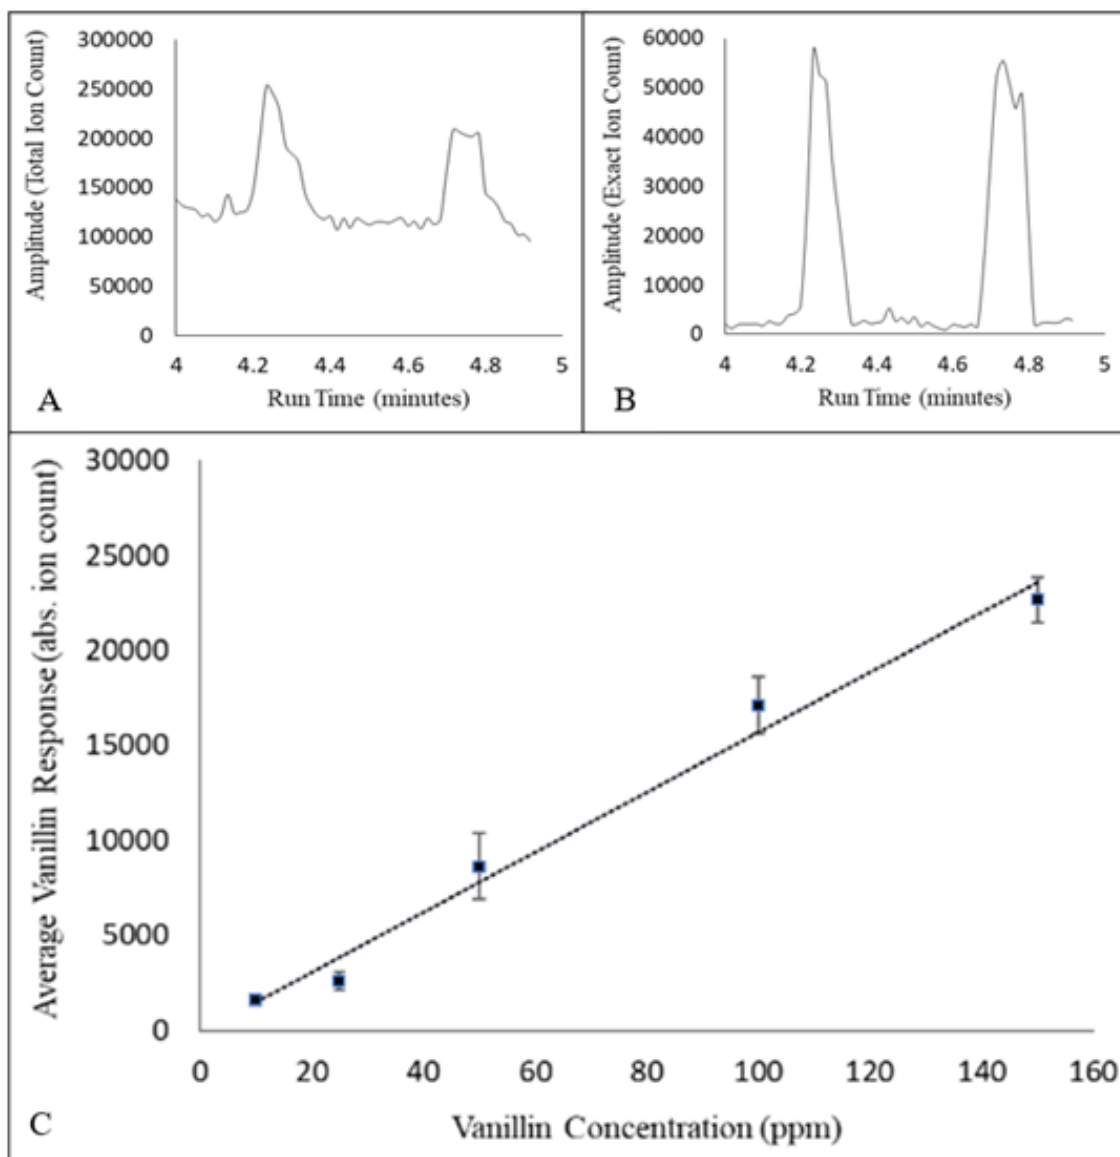 Amplitude (Total Ion Count)
300000
250000
200000
150000
100000
50000
0
4 4.2 4.4 4.6 4.8 5
Run Time (minutes)
A
Amplitude (Exact Ion Count)
60000
50000
40000
30000
20000
10000
0
4 4.2 4.4 4.6 4.8 5
Run Time (minutes)
B
Average Vanillin Response (abs. ion count)
30000
25000
20000
15000
10000
5000
0
0 20 40 60 80 100 120 140 160
Vanillin Concentration (ppm)
C